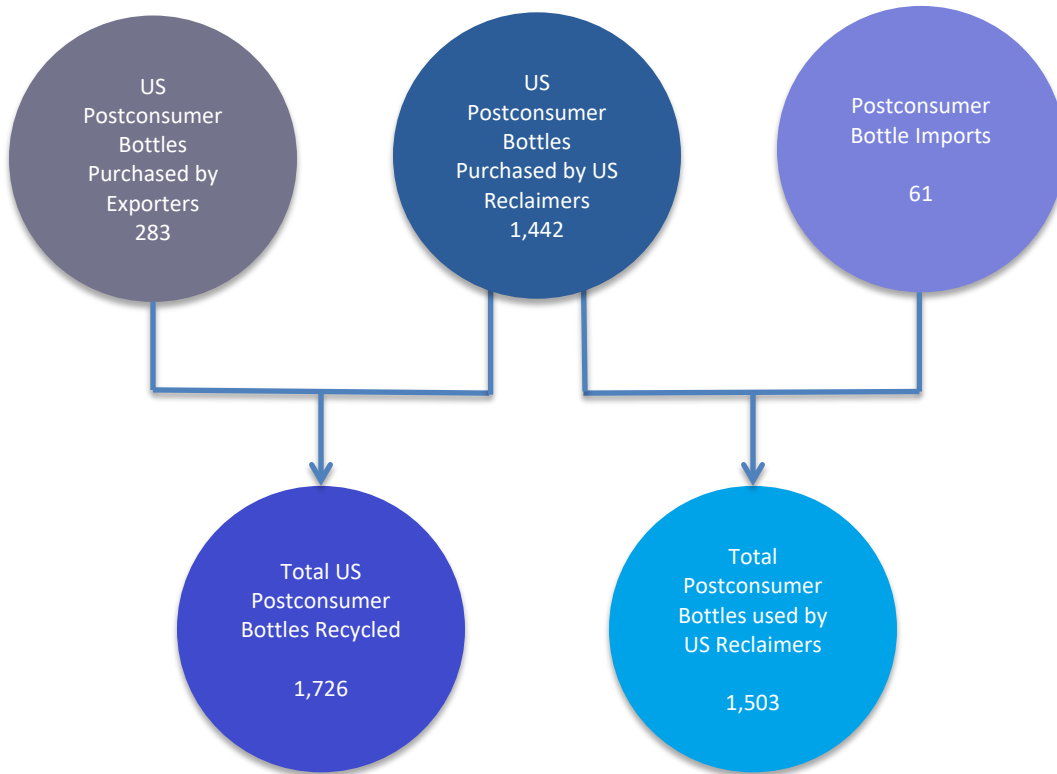 US
Postconsumer
Bottles
Purchased by
Exporters
283
US
Postconsumer
Bottles
Purchased by US
Reclaimers
1,442
Postconsumer
Bottle Imports
61
Total US
Postconsumer
Bottles Recycled
1,726
Total
Postconsumer
Bottles used by
US Reclaimers
1,503